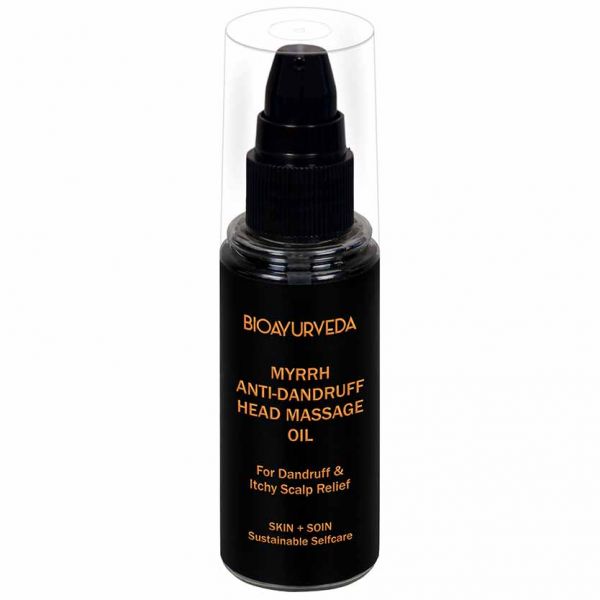 BIOAYURVEDA
MYRRH
ANTI-DANDRUFF
HEAD MASSAGE
OIL
For Dandruff &
Itchy Scalp Relief
SKIN + SOIN
Sustainable Selfcare